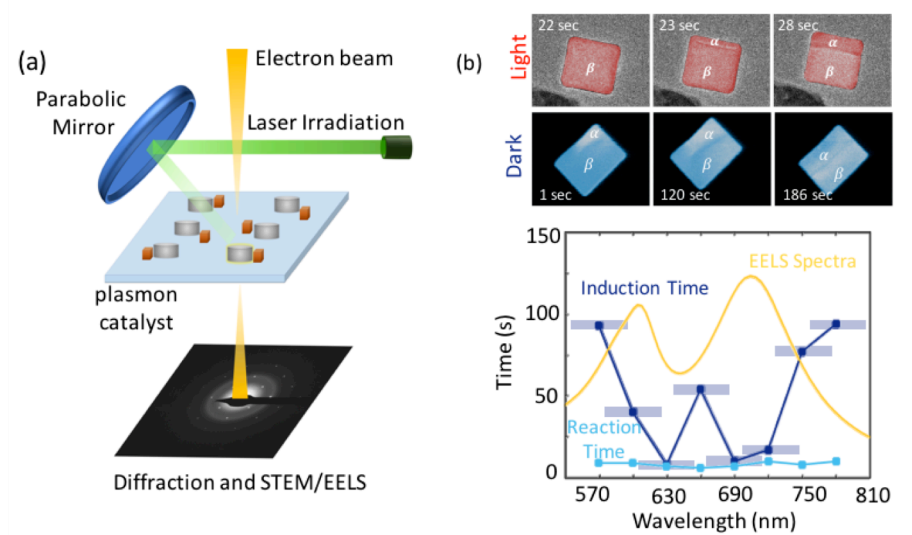 (a)
Electron beam
Parabolic
Mirror
Laser Irradiation
plasmon
catalyst
Diffraction and STEM/EELS
(b)
Light
22 sec
β
23 sec
α
β
28 sec
α
β
Dark
α
β
1 sec
α
β
120 sec
α
β
186 sec
150
100
50
0
Time (s)
EELS Spectra
Induction Time
Reaction
Time
570 630 690 750 810
Wavelength (nm)